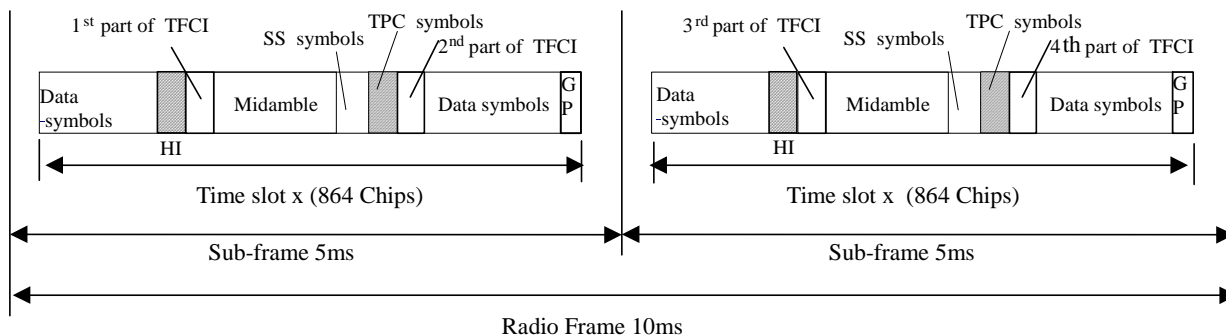 1st part of TFCI
SS symbols
TPC symbols
2nd part of TFCI
Data
-symbols
Midamble
Data symbols
G
P
HI
Time slot x (864 Chips)
Sub-frame 5ms
3rd part of TFCI
SS symbols
TPC symbols
4th part of TFCI
Data
-symbols
Midamble
Data symbols
G
P
HI
Time slot x (864 Chips)
Sub-frame 5ms
Radio Frame 10ms